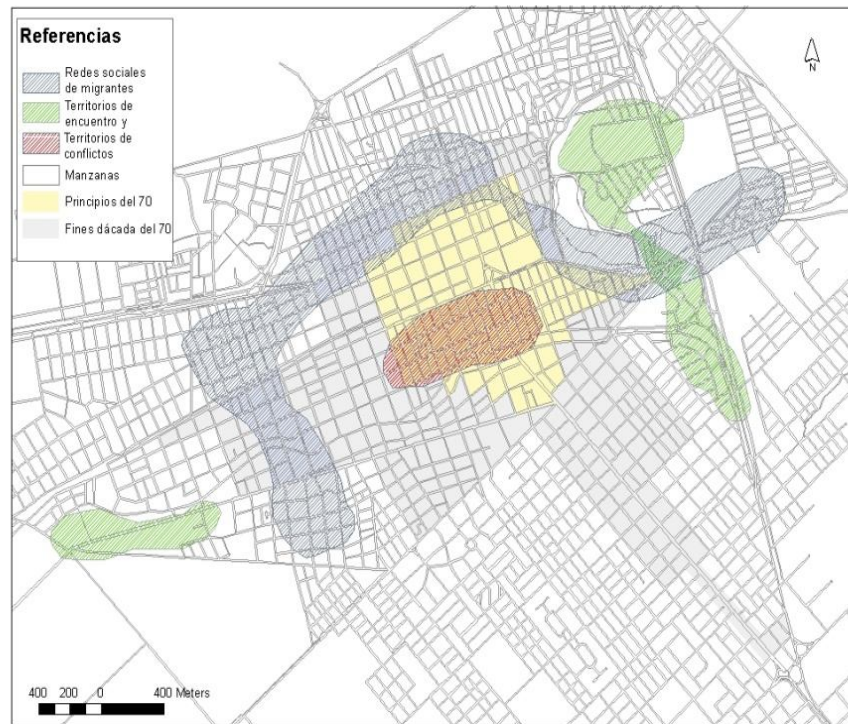 Referencias
Redes sociales
de migrantes
Territorios de
encuentro y
Territorios de
conflictos
Manzanas
Principios del 70
Fines dácada del 70
N
400 200 0 400 Meters